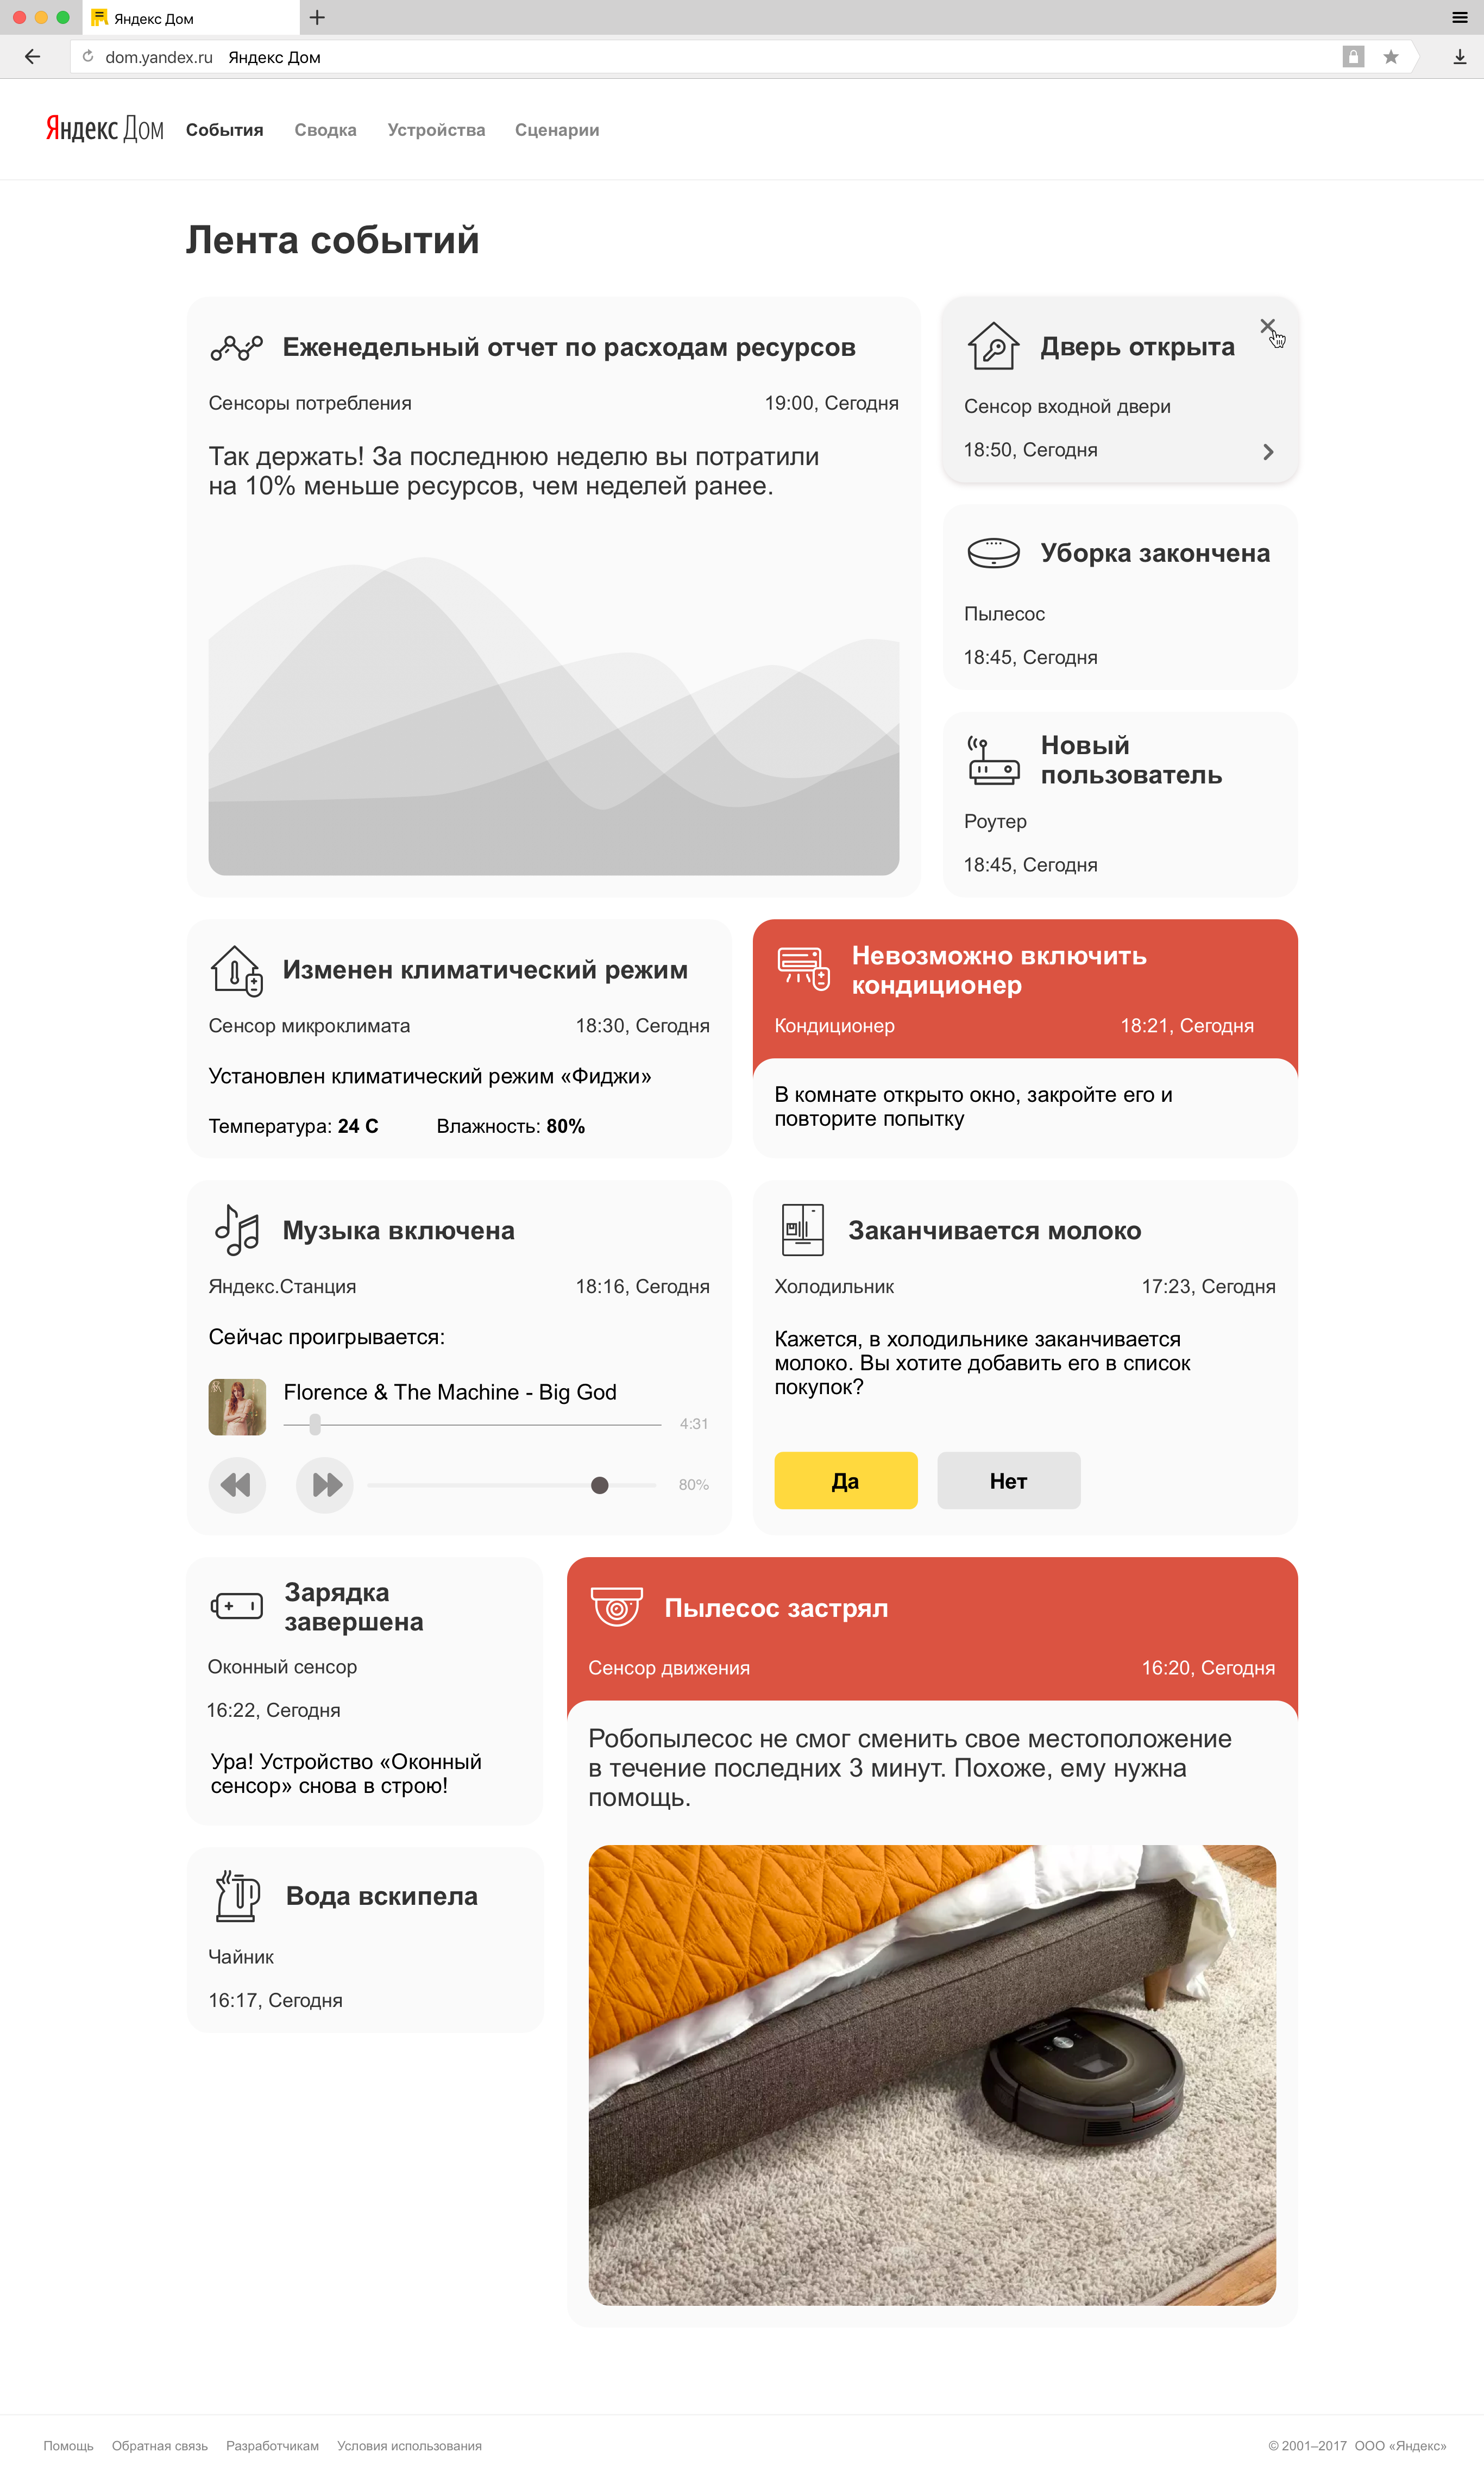 Яндекс Дом
dom.yandex.ru Яндекс Дом
Яндекс Дом События Сводка Устройства Сценарии
Лента событий
Еженедельный отчет по расходам ресурсов
Сенсоры потребления 19:00, Сегодня
Так держать! За последнюю неделю вы потратили
на 10% меньше ресурсов, чем неделей ранее.
Дверь открыта
Сенсор входной двери
18:50, Сегодня
Уборка закончена
Пылесос
18:45, Сегодня
Новый
пользователь
Роутер
18:45, Сегодня
Изменен климатический режим
Сенсор микроклимата 18:30, Сегодня
Установлен климатический режим «Фиджи»
Температура: 24 C Влажность: 80%
Невозможно включить
кондиционер
Кондиционер 18:21, Сегодня
В комнате открыто окно, закройте его и
повторите попытку
Музыка включена
Яндекс.Станция 18:16, Сегодня
Сейчас проигрывается:
Florence & The Machine - Big God
4:31
80%
Заканчивается молоко
Холодильник 17:23, Сегодня
Кажется, в холодильнике заканчивается
молоко. Вы хотите добавить его в список
покупок?
Да Нет
Зарядка
завершена
Оконный сенсор
16:22, Сегодня
Ура! Устройство «Оконный
сенсор» снова в строю!
Вода вскипела
Чайник
16:17, Сегодня
Пылесос застрял
Сенсор движения 16:20, Сегодня
Робопылесос не смог сменить свое местоположение
в течение последних 3 минут. Похоже, ему нужна
помощь.
Помощь Обратная связь Разработчикам Условия использования © 2001–2017 ООО «Яндекс»